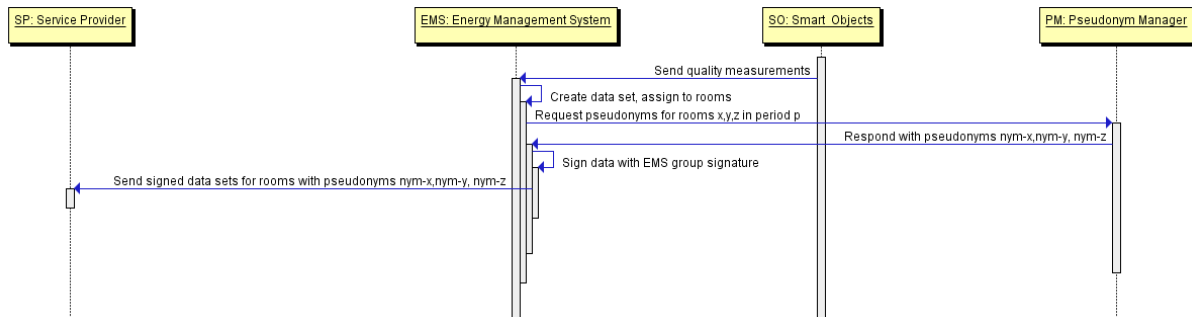 SP: Service Provider
EMS: Energy Management System
SO: Smart Objects
PM: Pseudonym Manager
Send quality measurements
Create data set, assign to rooms
Request pseudonyms for rooms x,y,z in period p
Respond with pseudonyms nym-x,nym-y, nym-z
Sign data with EMS group signature
Send signed data sets for rooms with pseudonyms nym-x,nym-y, nym-z